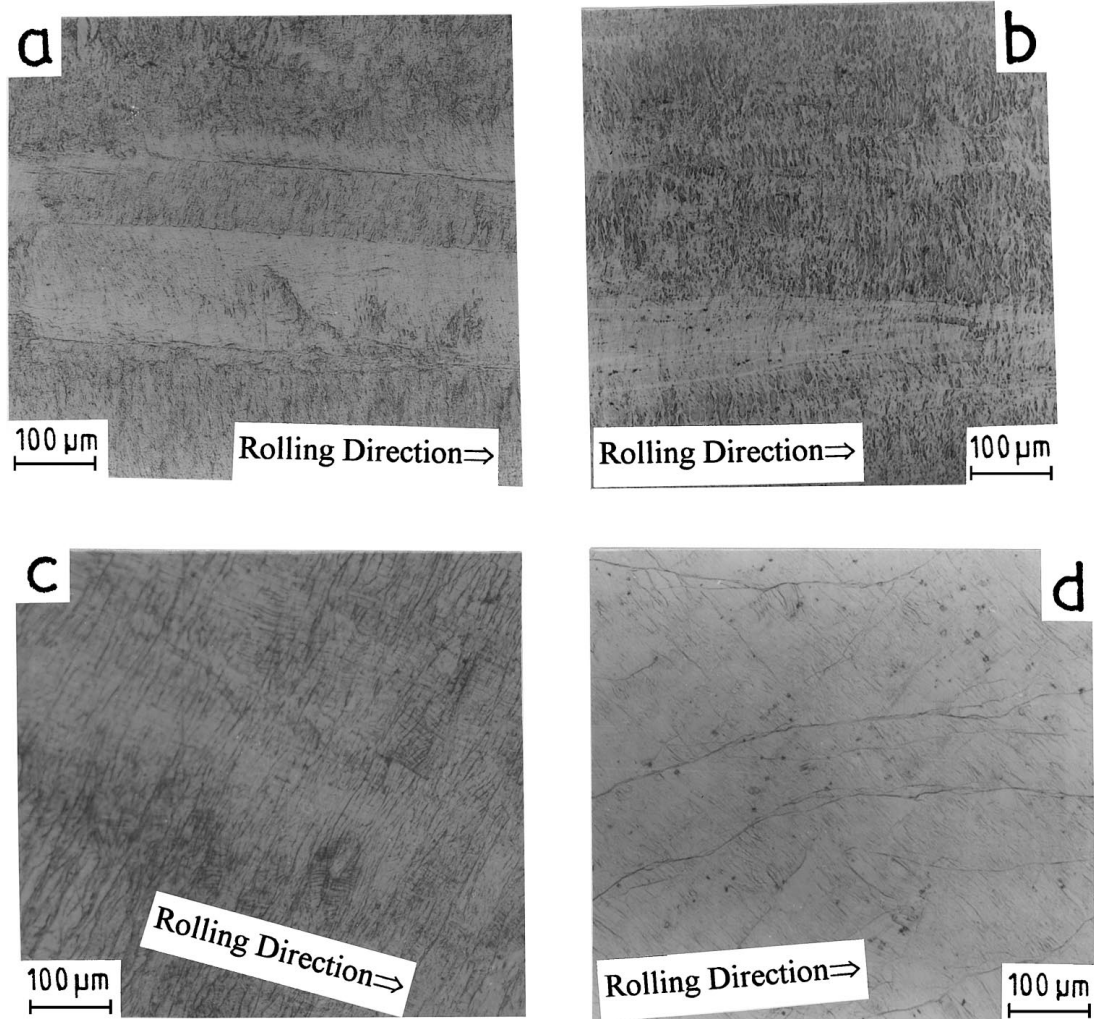 a
b
100 µm
Rolling Direction⇒
Rolling Direction⇒
100 µm
c
d
Rolling Direction⇒
100 µm
Rolling Direction⇒
100 µm